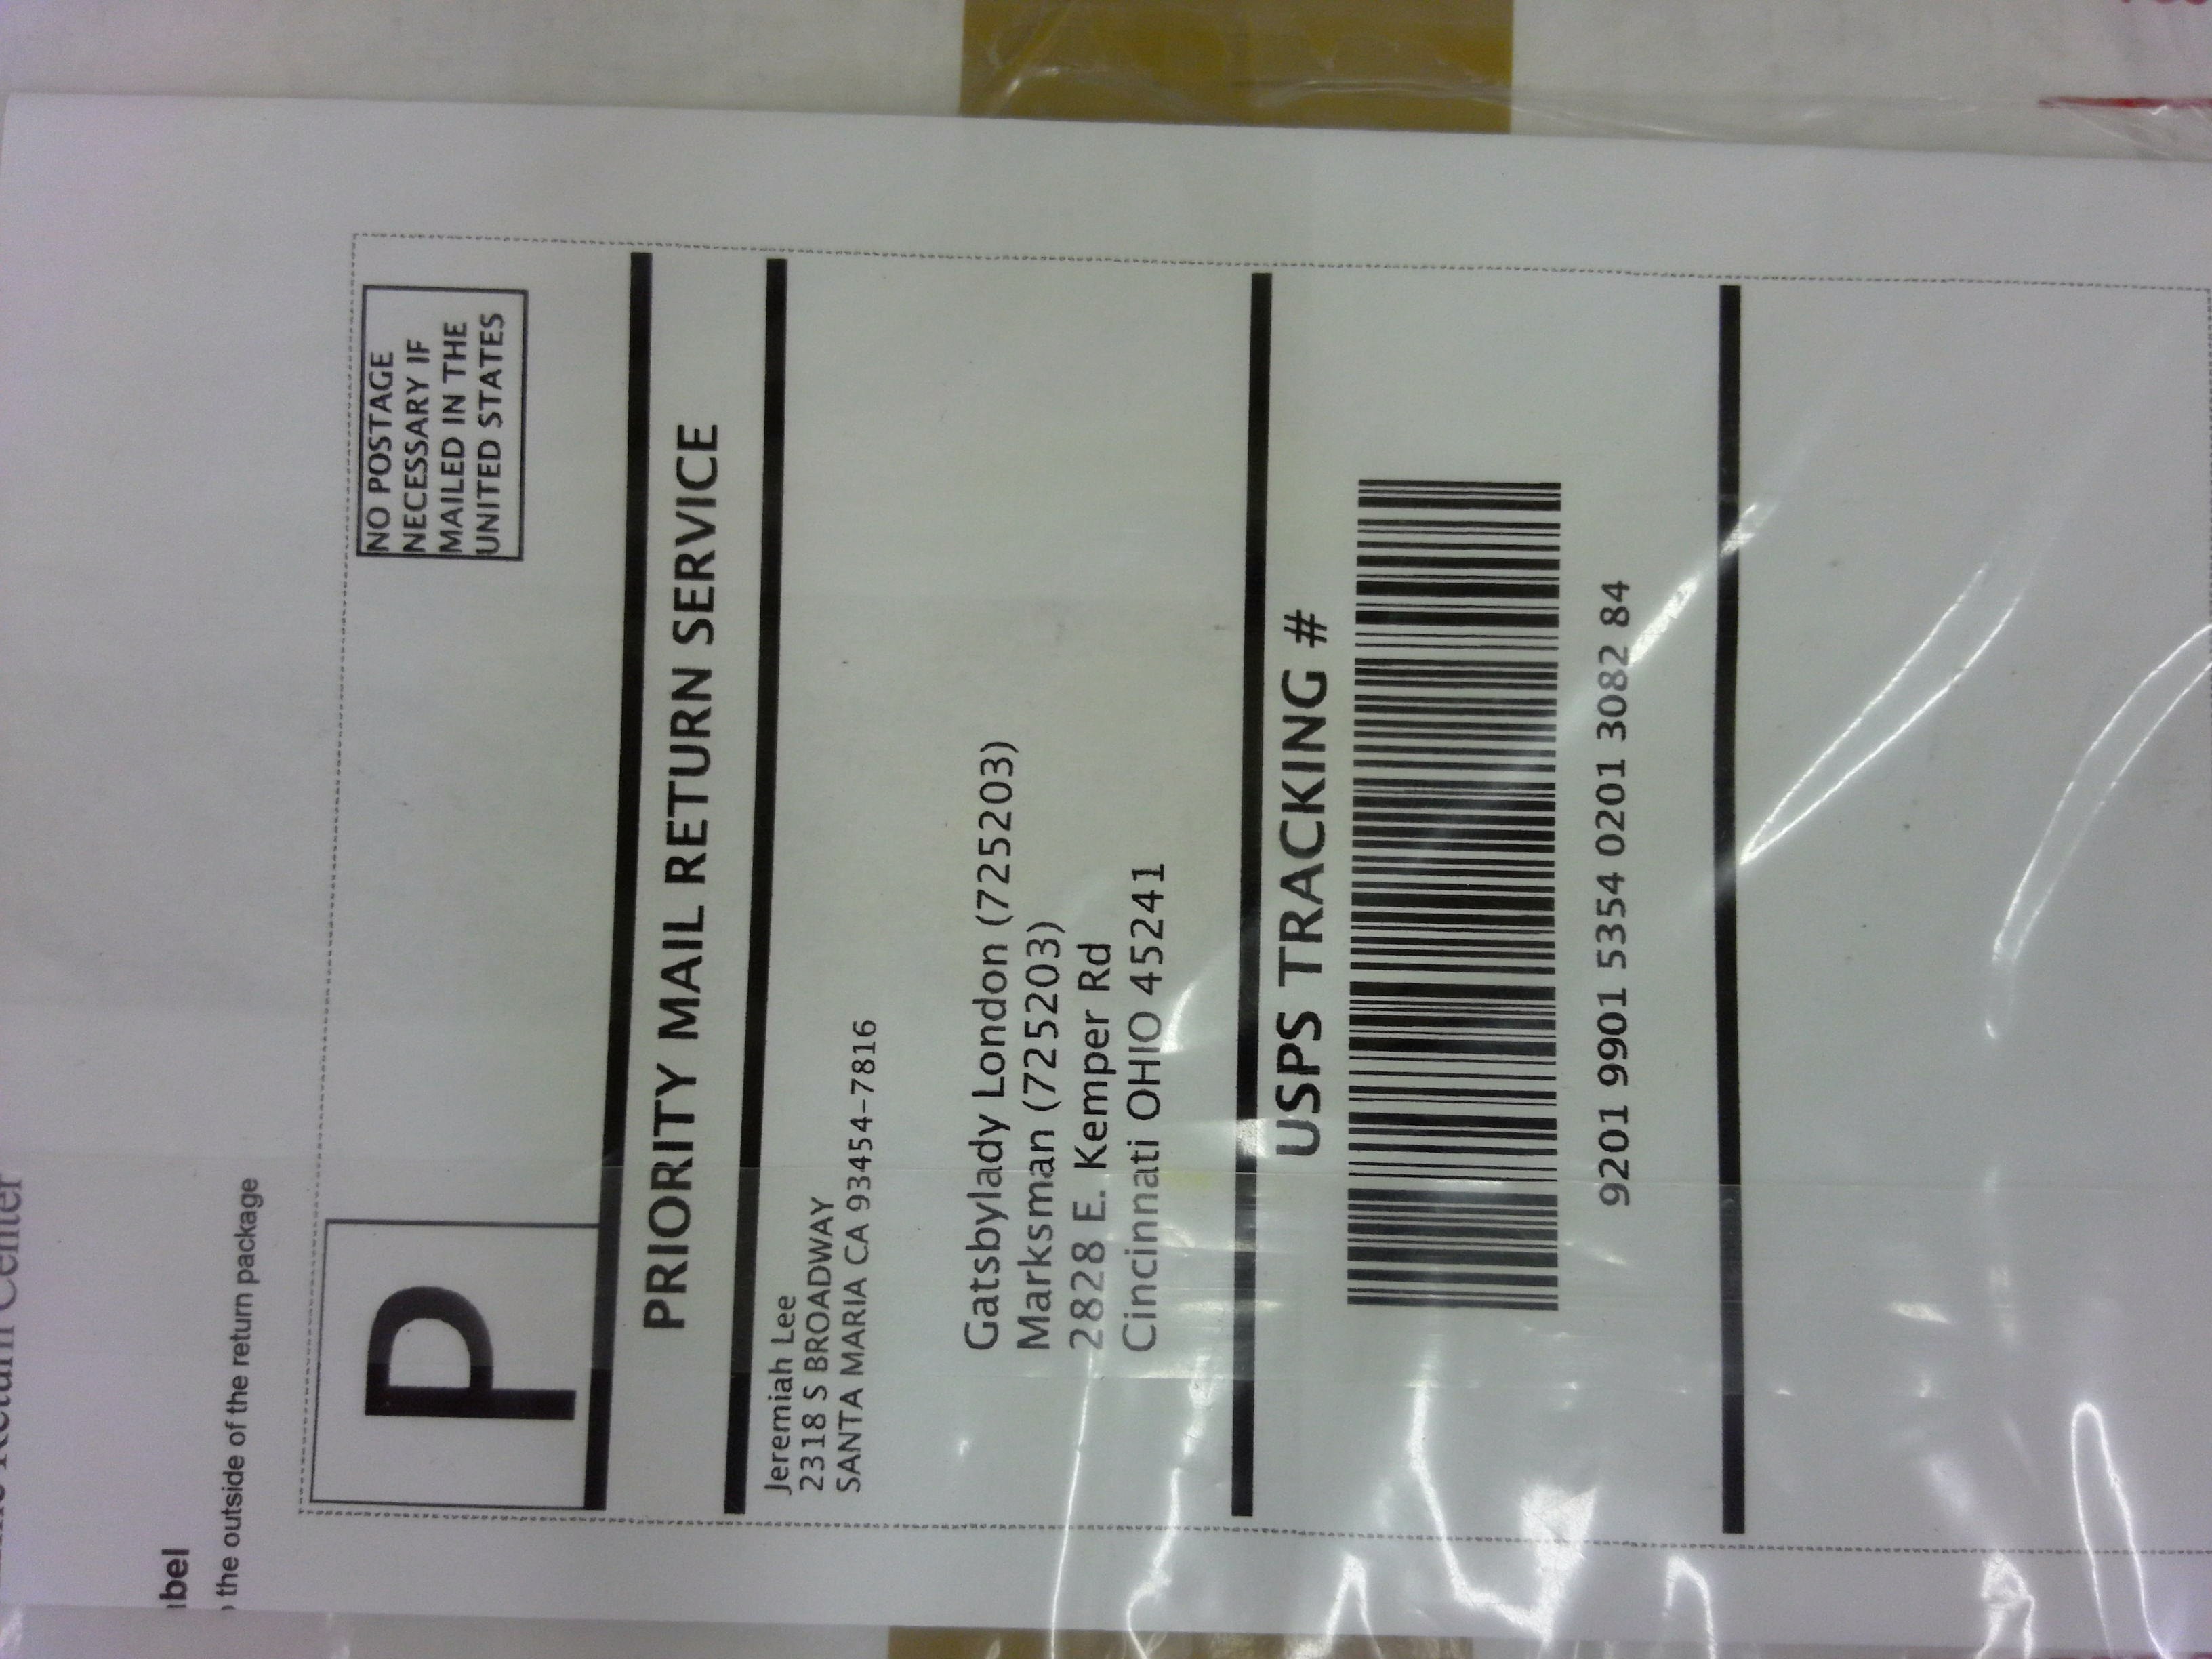 Return Center
the outside of the return package
P
NO POSTAGE
NECESSARY IF
MAILED IN THE
UNITED STATES
PRIORITY MAIL RETURN SERVICE
Jeremiah Lee
2318 S BROADWAY
SANTA MARIA CA 93454-7816
Gatsbylady London (725203)
Marksman (725203)
2828 E. Kemper Rd
Cincinnati OHIO 45241
USPS TRACKING #
9201 9901 5354 0201 3082 84